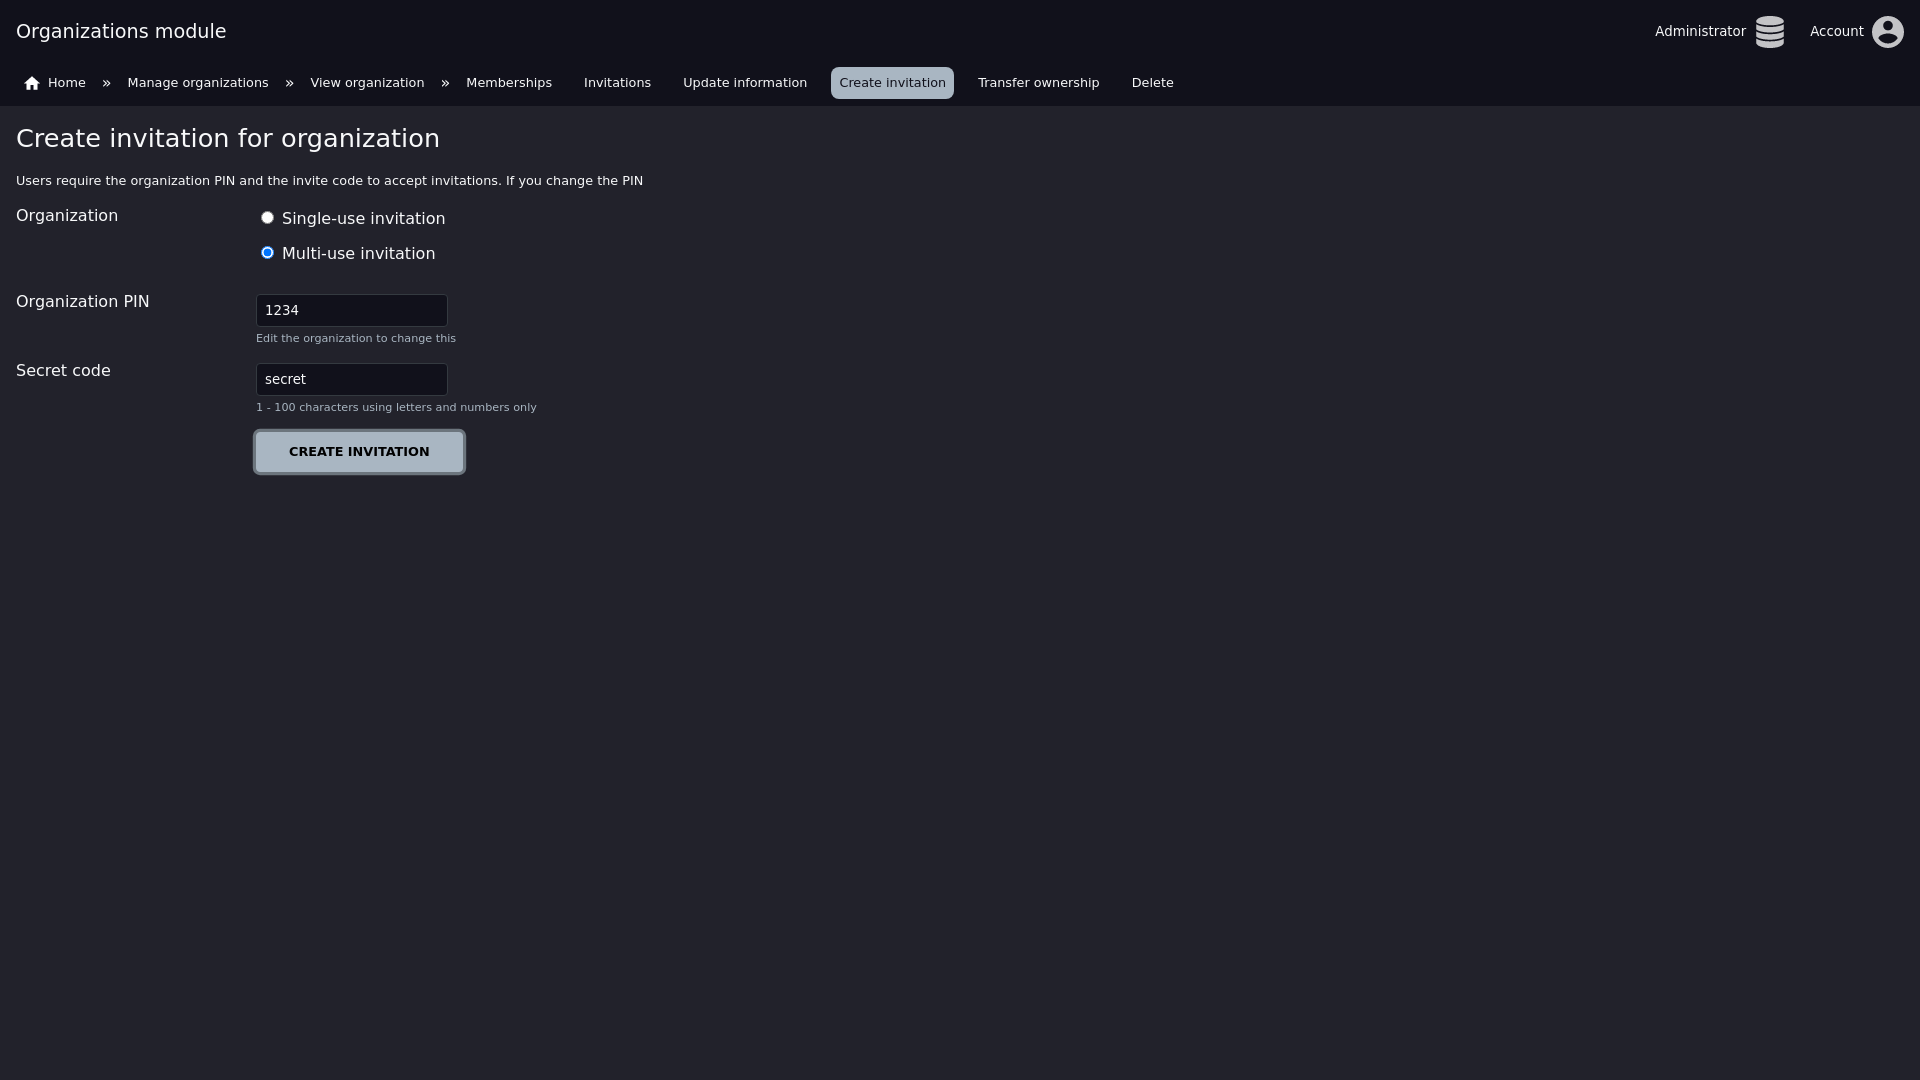 Organizations module
Administrator
Account
Home » Manage organizations » View organization » Memberships Invitations Update information Create invitation Transfer ownership Delete
Create invitation for organization
Users require the organization PIN and the invite code to accept invitations. If you change the PIN
Organization
Single-use invitation
Multi-use invitation
Organization PIN
1234
Edit the organization to change this
Secret code
secret
1 - 100 characters using letters and numbers only
CREATE INVITATION